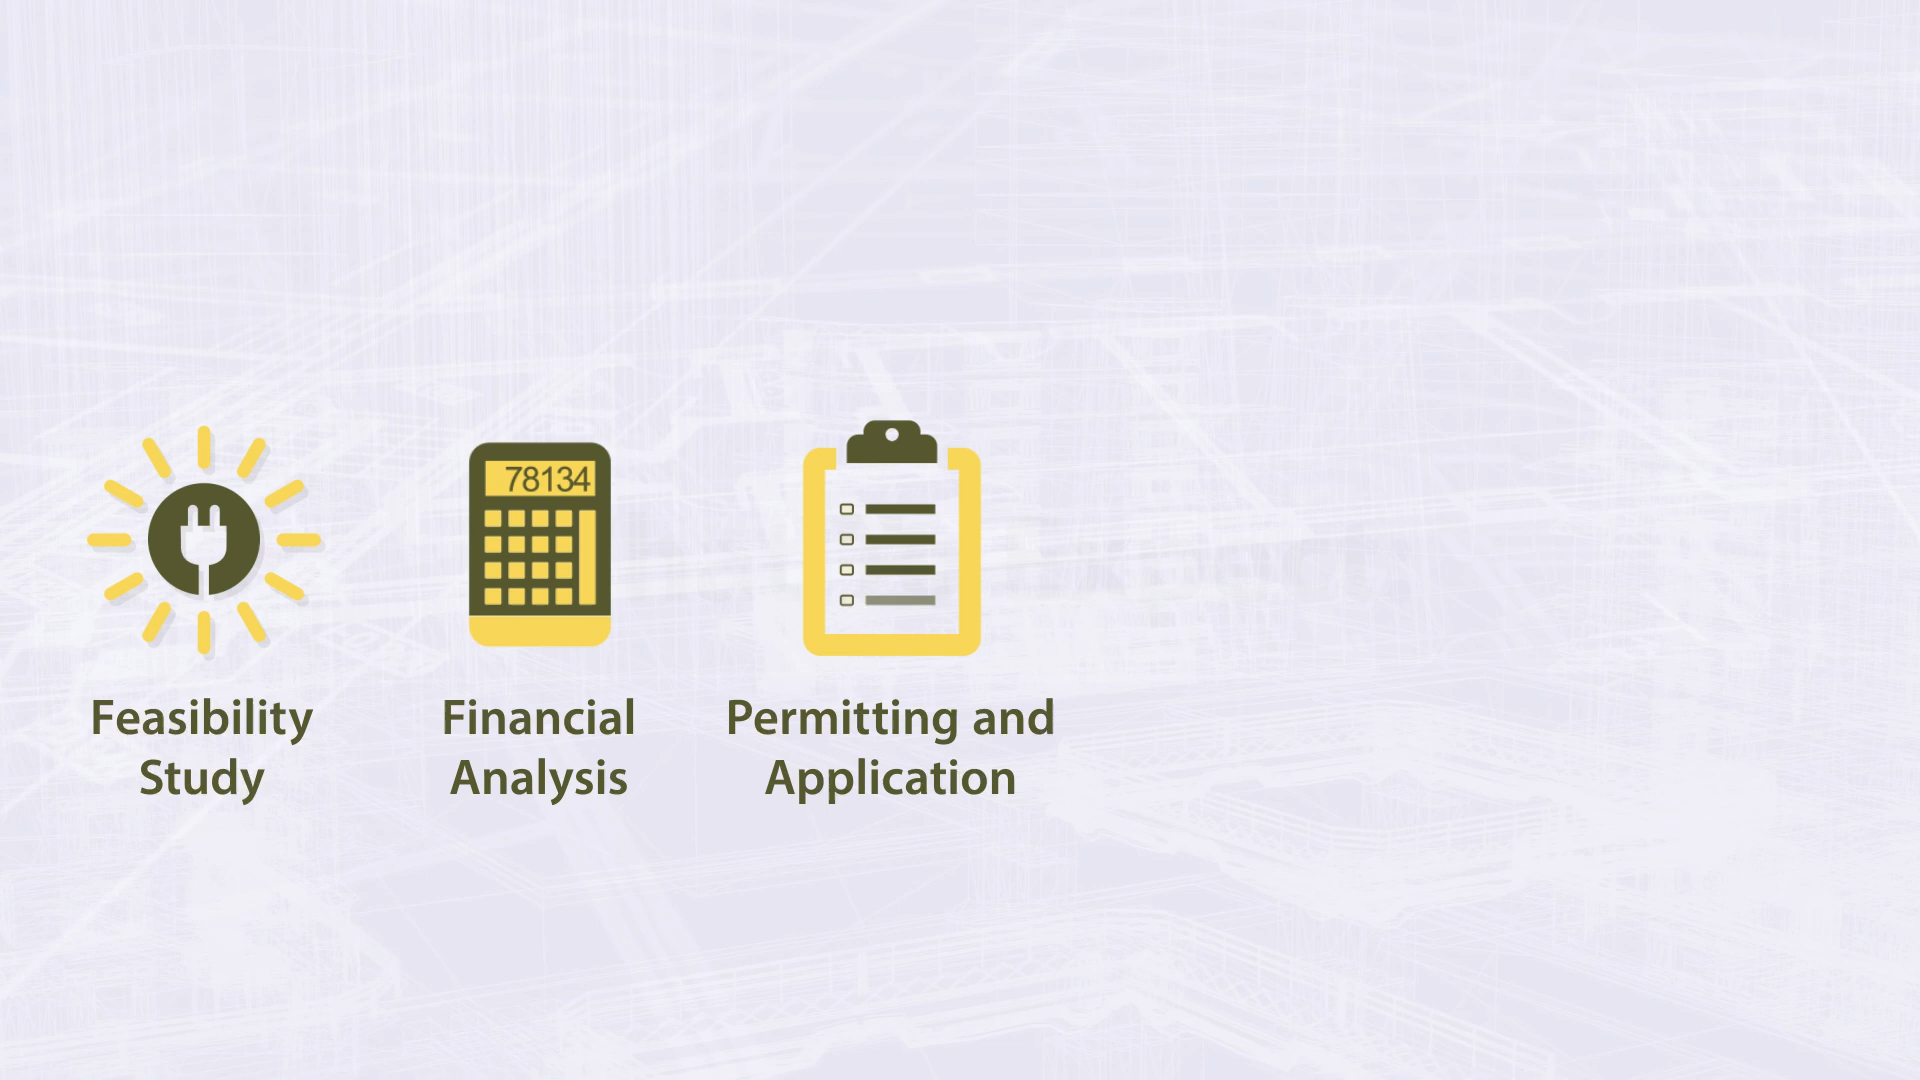 78134
Feasibility
Study
Financial
Analysis
Permitting and
Application